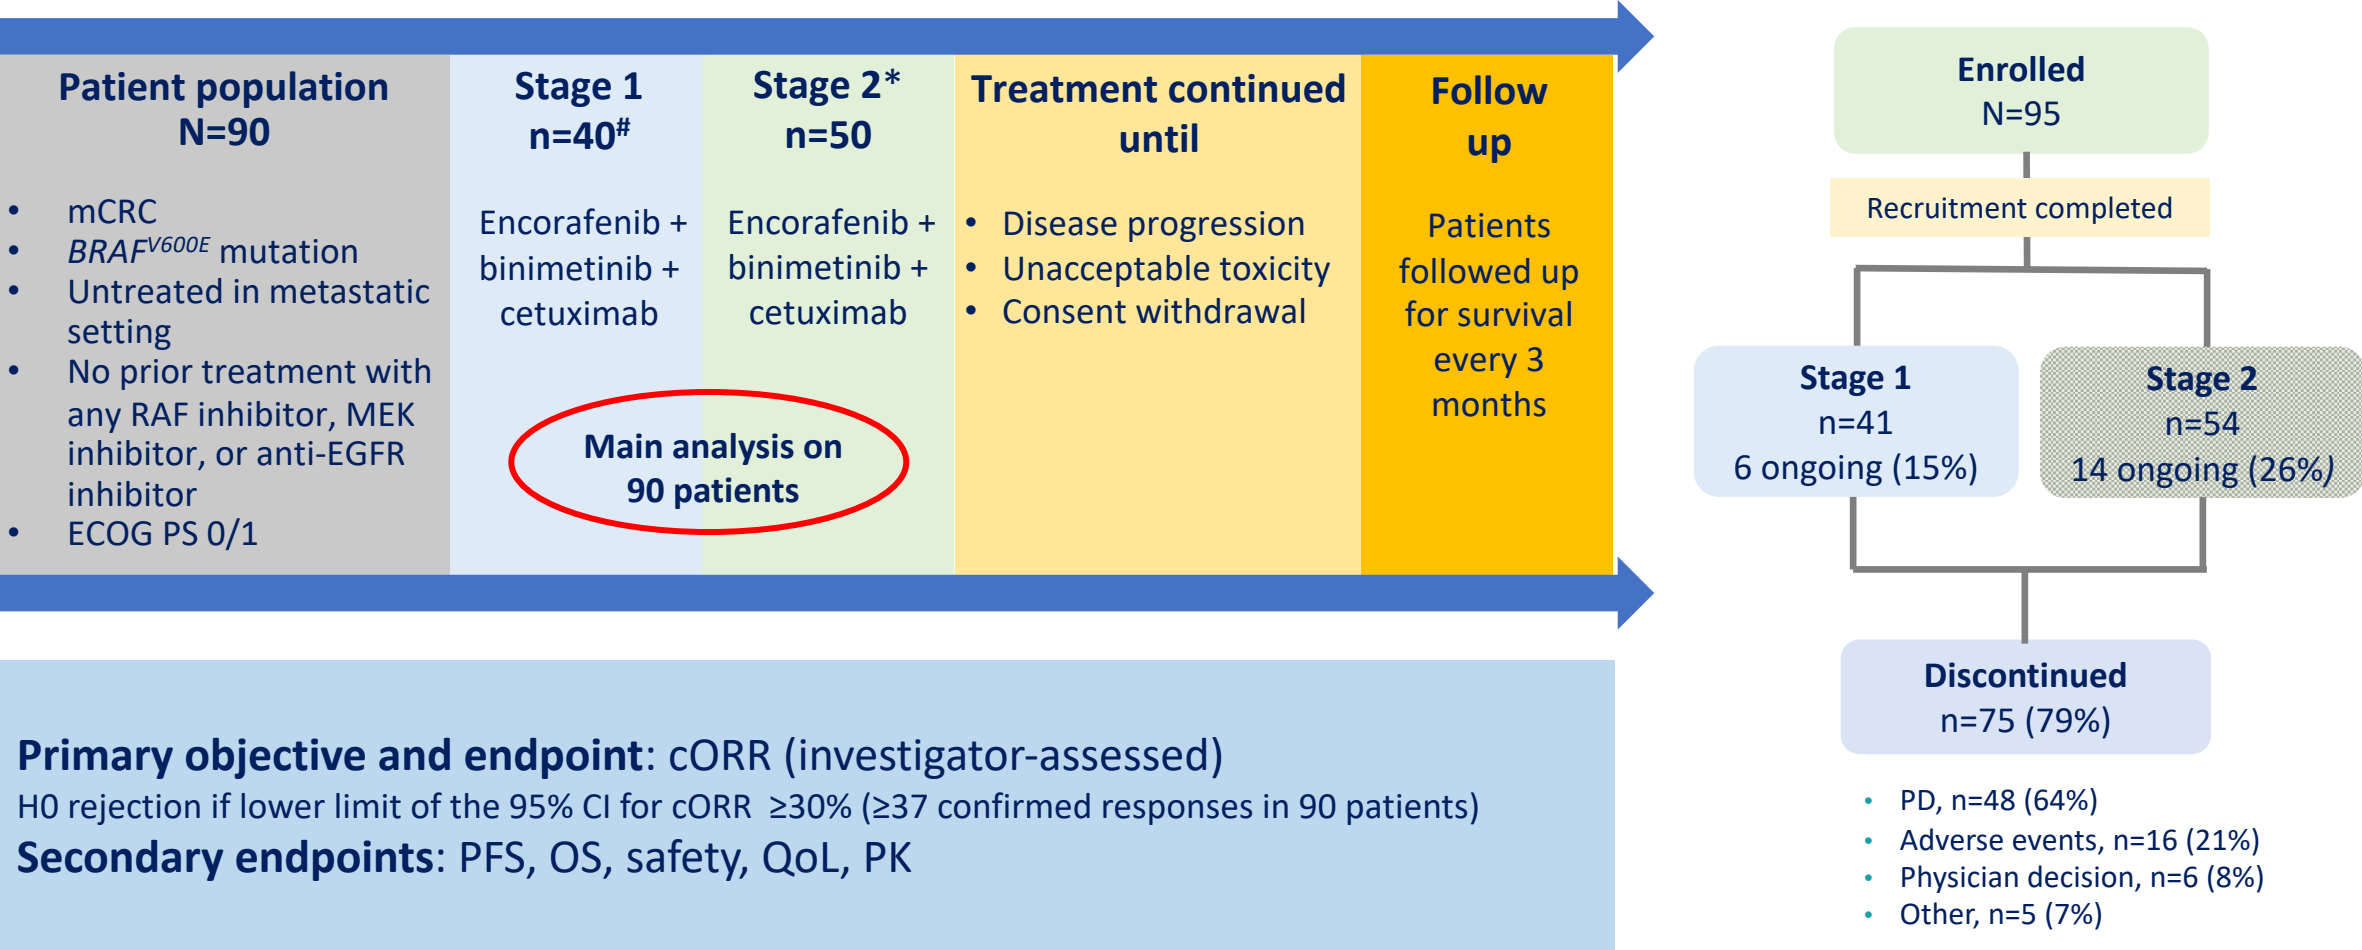 Patient population
N=90
• mCRC
• BRAF^V600E mutation
• Untreated in metastatic
setting
• No prior treatment with
any RAF inhibitor, MEK
inhibitor, or anti-EGFR
inhibitor
• ECOG PS 0/1
Stage 1
n=40#
Encorafenib +
binimetinib +
cetuximab
Stage 2*
n=50
Encorafenib +
binimetinib +
cetuximab
Main analysis on
90 patients
Treatment continued
until
• Disease progression
• Unacceptable toxicity
• Consent withdrawal
Follow
up
Patients
followed up
for survival
every 3
months
Primary objective and endpoint: cORR (investigator-assessed)
H0 rejection if lower limit of the 95% CI for cORR ≥30% (≥37 confirmed responses in 90 patients)
Secondary endpoints: PFS, OS, safety, QoL, PK
Enrolled
N=95
Recruitment completed
Stage 1
n=41
6 ongoing (15%)
Stage 2
n=54
14 ongoing (26%)
Discontinued
n=75 (79%)
• PD, n=48 (64%)
• Adverse events, n=16 (21%)
• Physician decision, n=6 (8%)
• Other, n=5 (7%)